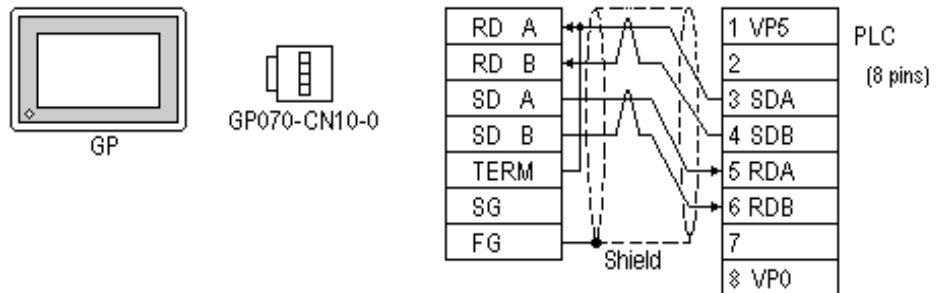 GP
GP070-CN10-0
RD A
RD B
SD A
SD B
TERM
SG
FG
Shield
1 VP5
2
3 SDA
4 SDB
5 RDA
6 RDB
7
8 VP0
PLC
(8 pins)